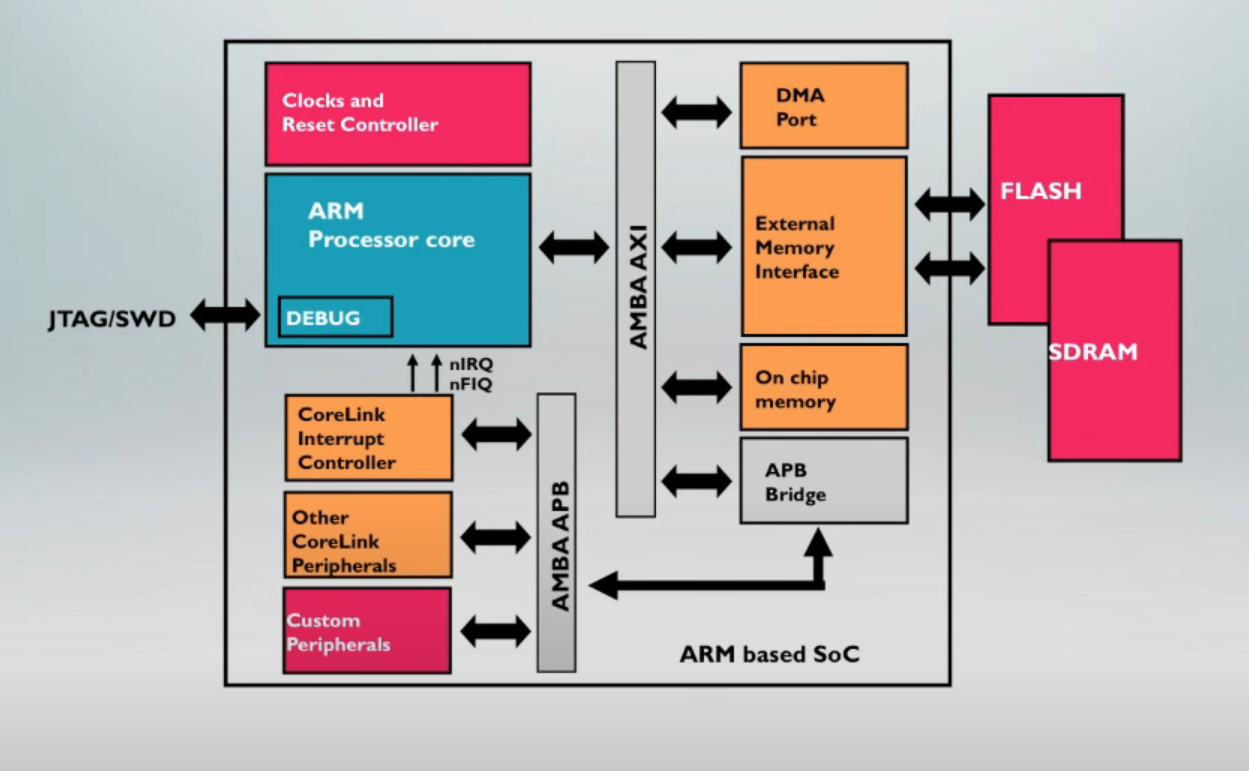 Clocks and
Reset Controller
ARM
Processor core
DEBUG
JTAG/SWD
nIRQ
nFIQ
CoreLink
Interrupt
Controller
Other
CoreLink
Peripherals
Custom
Peripherals
AMBA APB
AMBA AXI
DMA
Port
External
Memory
Interface
On chip
memory
APB
Bridge
FLASH
SDRAM
ARM based SoC